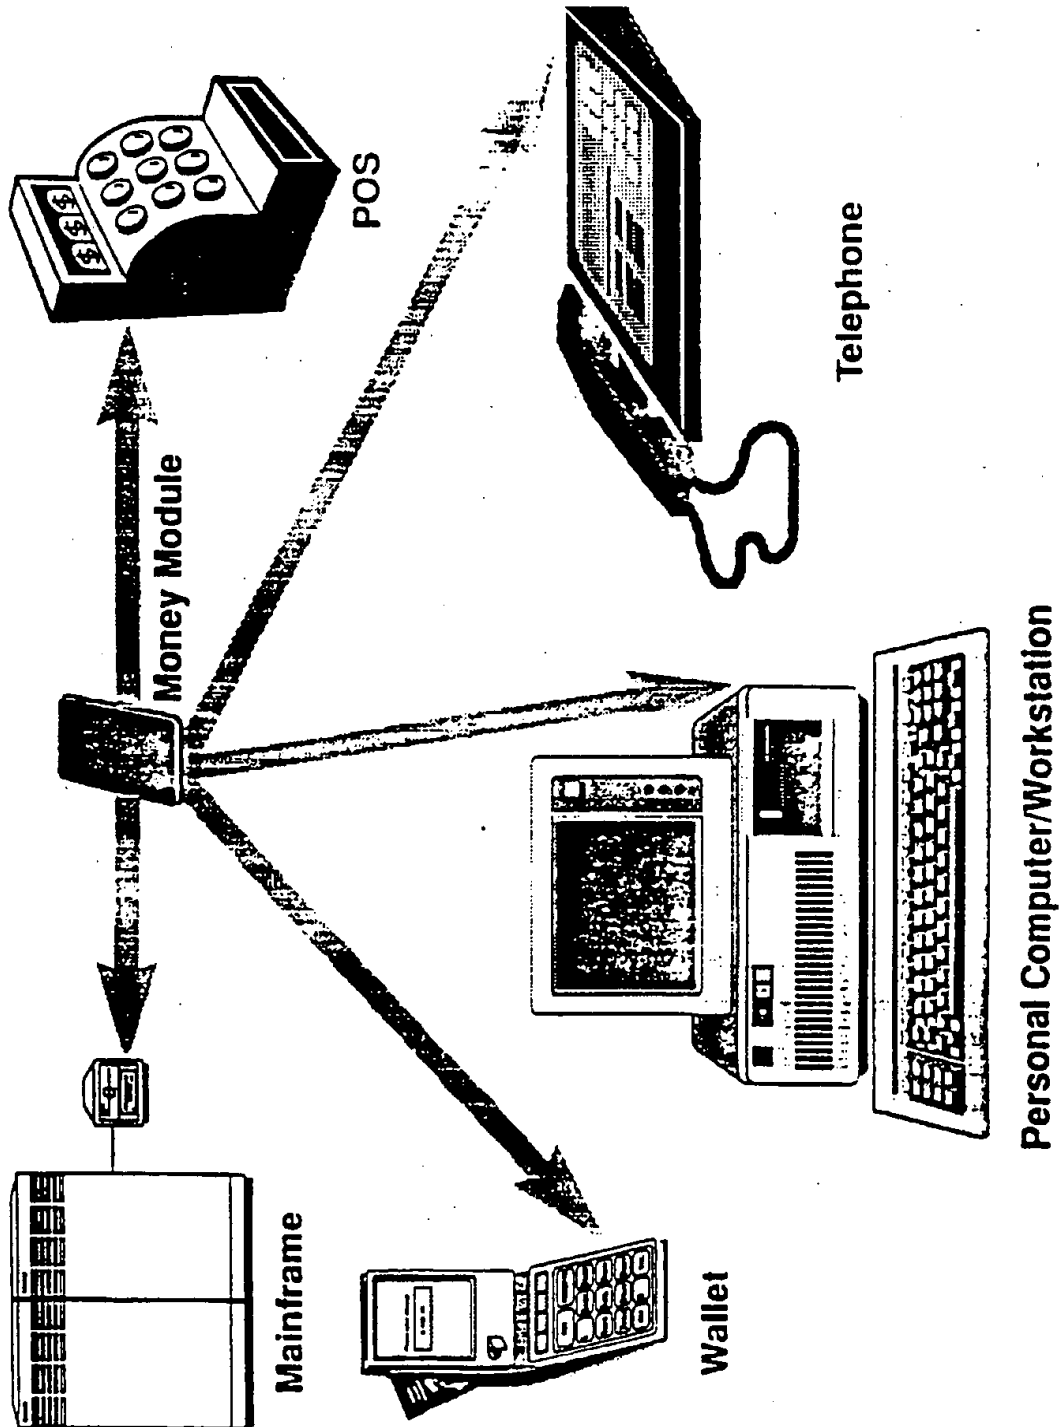 Mainframe
Money Module
$ $ $
POS
Wallet
Telephone
Personal Computer/Workstation